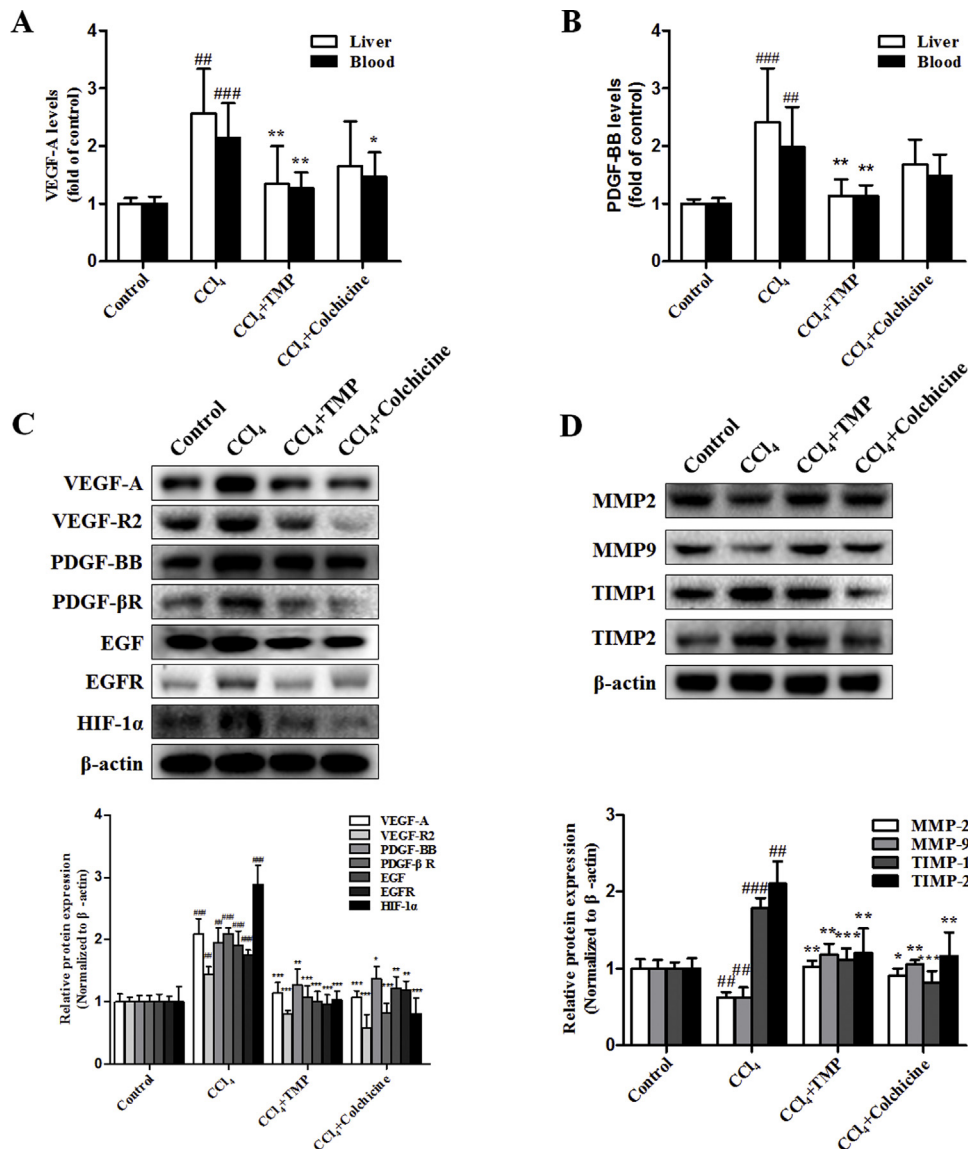 A
VEGF-A levels
(fold of control)
4
3
2
1
0
Liver
Blood
##
###
**
**
*
Control
CCl₄
CCl₄+TMP
CCl₄+Colchicine
B
PDGF-BB levels
(fold of control)
4
3
2
1
0
Liver
Blood
###
##
**
**
Control
CCl₄
CCl₄+TMP
CCl₄+Colchicine
C
Control
CCl₄
CCl₄+TMP
CCl₄+Colchicine
VEGF-A
VEGF-R2
PDGF-BB
PDGF-βR
EGF
EGFR
HIF-1α
β-actin
Relative protein expression
(Normalized to β -actin)
4
3
2
1
0
VEGF-A
VEGF-R2
PDGF-BB
PDGF-β R
EGF
EGFR
HIF-1α
### ## ## ### ### ### ###
*** *** ** *** *** *** ***
*** *** * *** ** ** ***
Control
CCl₄
CCl₄+TMP
CCl₄+Colchicine
D
Control
CCl₄
CCl₄+TMP
CCl₄+Colchicine
MMP2
MMP9
TIMP1
TIMP2
β-actin
Relative protein expression
(Normalized to β -actin)
3
2
1
0
MMP-2
MMP-9
TIMP-1
TIMP-2
## ## ### ##
** ** *** **
* ** *** **
Control
CCl₄
CCl₄+TMP
CCl₄+Colchicine